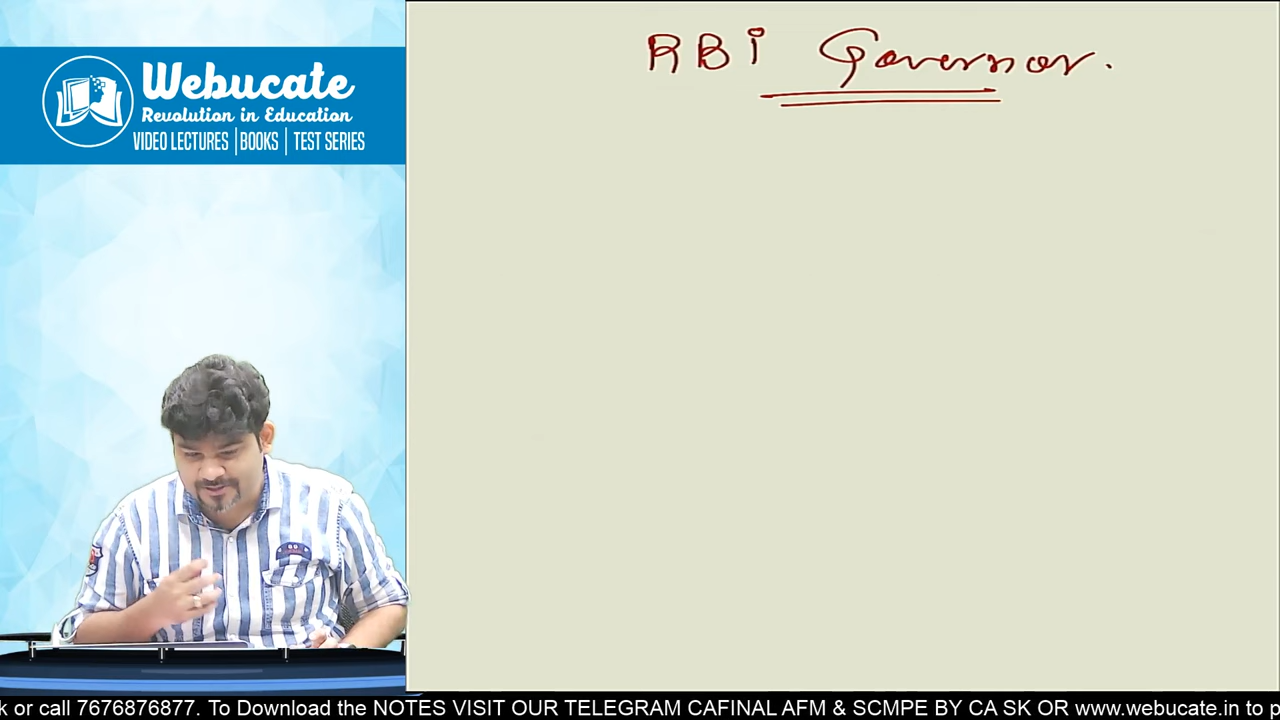 RBI Governor.
Webucate
Revolution in Education
VIDEO LECTURES | BOOKS | TEST SERIES
k or call 7676876877. To Download the NOTES VISIT OUR TELEGRAM CAFINAL AFM & SCMPE BY CA SK OR www.webucate.in to p